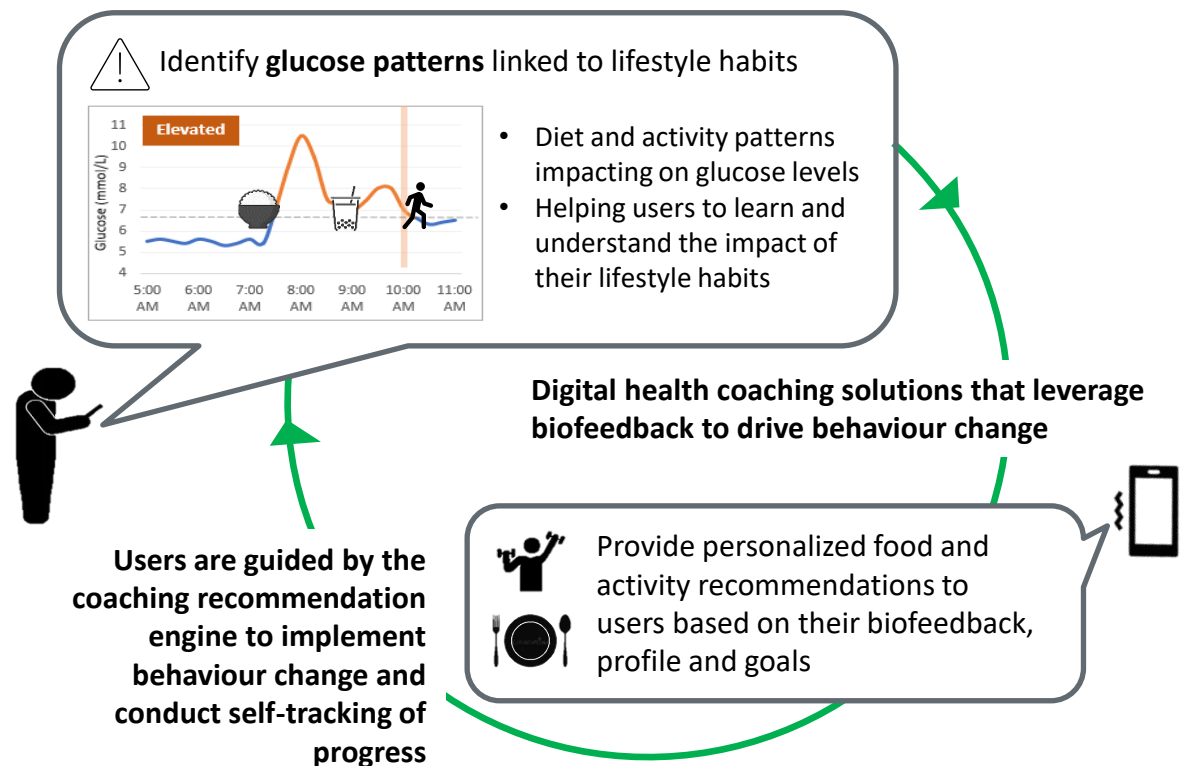 Identify glucose patterns linked to lifestyle habits
Elevated
Glucose (mmol/L)
11
10
9
8
7
6
5
4
5:00 AM
6:00 AM
7:00 AM
8:00 AM
9:00 AM
10:00 AM
11:00 AM
• Diet and activity patterns
impacting on glucose levels
• Helping users to learn and
understand the impact of
their lifestyle habits
Digital health coaching solutions that leverage
biofeedback to drive behaviour change
Provide personalized food and
activity recommendations to
users based on their biofeedback,
profile and goals
Users are guided by the
coaching recommendation
engine to implement
behaviour change and
conduct self-tracking of
progress